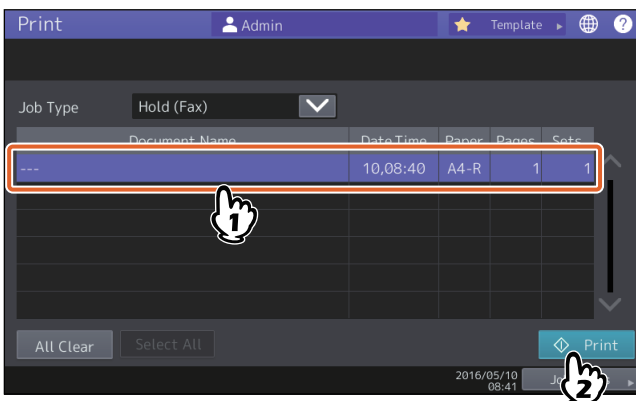 Print Admin Template ?
Job Type Hold (Fax)
Document Name Date Time Paper Pages Sets
--- 10,08:40 A4-R 1 1
1
All Clear Select All Print
2016/05/10
08:41
2